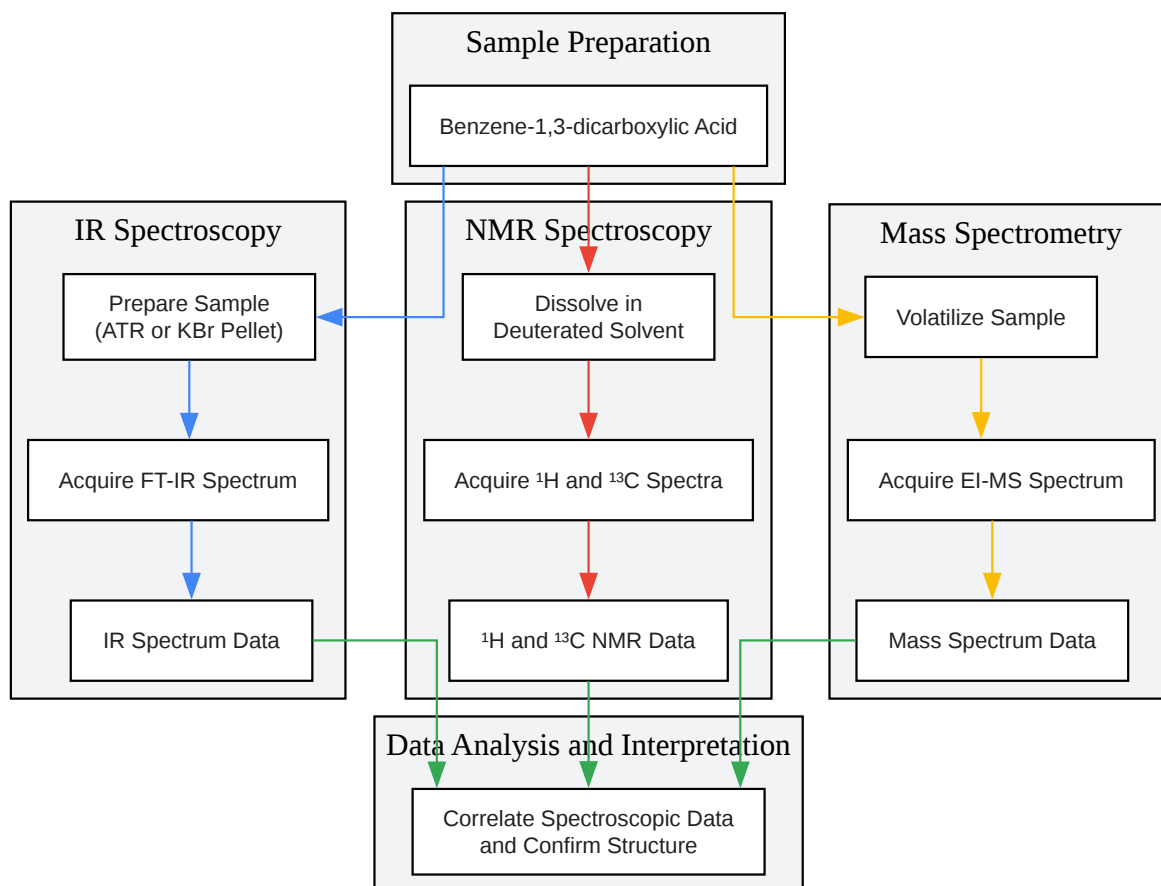 Sample Preparation
Benzene-1,3-dicarboxylic Acid
IR Spectroscopy
Prepare Sample
(ATR or KBr Pellet)
Acquire FT-IR Spectrum
IR Spectrum Data
NMR Spectroscopy
Dissolve in
Deuterated Solvent
Acquire ¹H and ¹³C Spectra
¹H and ¹³C NMR Data
Mass Spectrometry
Volatilize Sample
Acquire EI-MS Spectrum
Mass Spectrum Data
Data Analysis and Interpretation
Correlate Spectroscopic Data
and Confirm Structure